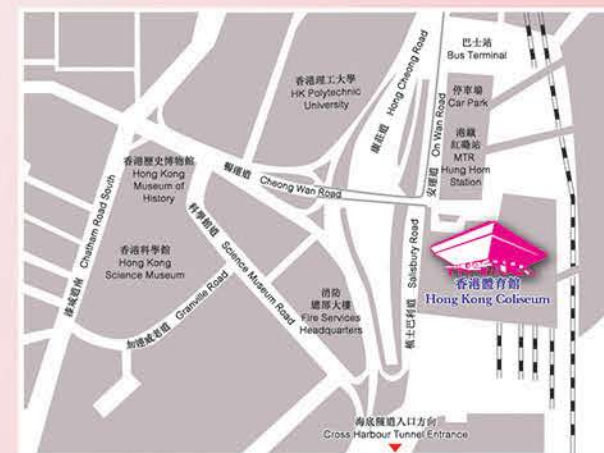 巴士站
Bus Terminal
香港理工大學
HK Polytechnic
University
康莊道 Hong Cheong Road
停車場
Car Park
安運道 On Wan Road
港鐵
紅磡站
MTR
Hung Hom
Station
香港歷史博物館
Hong Kong
Museum of
History
暢運道 Cheong Wan Road
漆咸道南 Chatham Road South
香港科學館
Hong Kong
Science Museum
科學館道 Science Museum Road
加連威老道 Granville Road
消防
總部大樓
Fire Services
Headquarters
梳士巴利道 Salisbury Road
香港體育館
Hong Kong Coliseum
海底隧道入口方向
Cross Harbour Tunnel Entrance